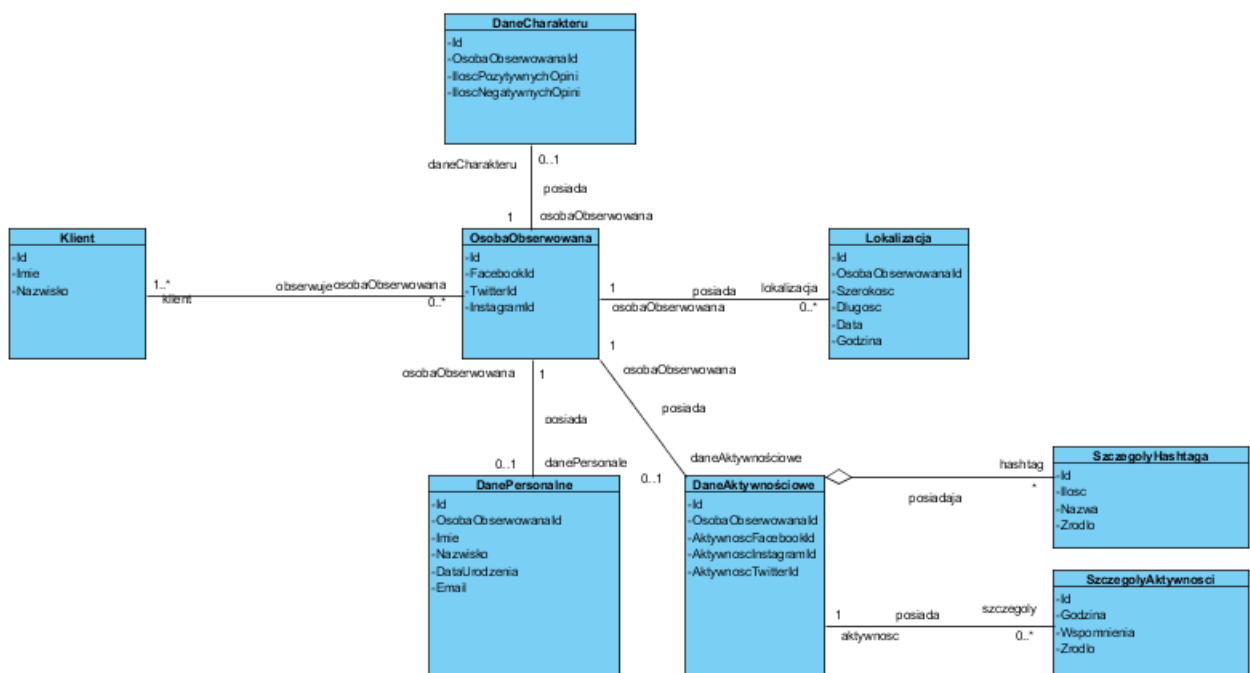 DaneCharakteru
-Id
-OsobaObserwowanaId
-IloscPozytywnychOpini
-IloscNegatywnychOpini
daneCharakteru
0..1
posiada
1
osobaObserwowana
Klient
-Id
-Imie
-Nazwisko
1..*
klient
obserwuje
osobaObserwowana
0..*
OsobaObserwowana
-Id
-FacebookId
-TwitterId
-InstagramId
1
osobaObserwowana
posiada
lokalizacja
0..*
Lokalizacja
-Id
-OsobaObserwowanaId
-Szerokosc
-Dlugosc
-Data
-Godzina
osobaObserwowana
1
posiada
0..1
danePersonale
1
osobaObserwowana
posiada
daneAktywnościowe
0..1
DanePersonalne
-Id
-OsobaObserwowanaId
-Imie
-Nazwisko
-DataUrodzenia
-Email
DaneAktywnościowe
-Id
-OsobaObserwowanaId
-AktywnoscFacebookId
-AktywnoscInstagramId
-AktywnoscTwitterId
hashtag
*
posiadaja
SzczegolyHashtaga
-Id
-Ilosc
-Nazwa
-Zrodlo
1
aktywnosc
posiada
szczegoly
0..*
SzczegolyAktywnosci
-Id
-Godzina
-Wspomnienia
-Zrodlo